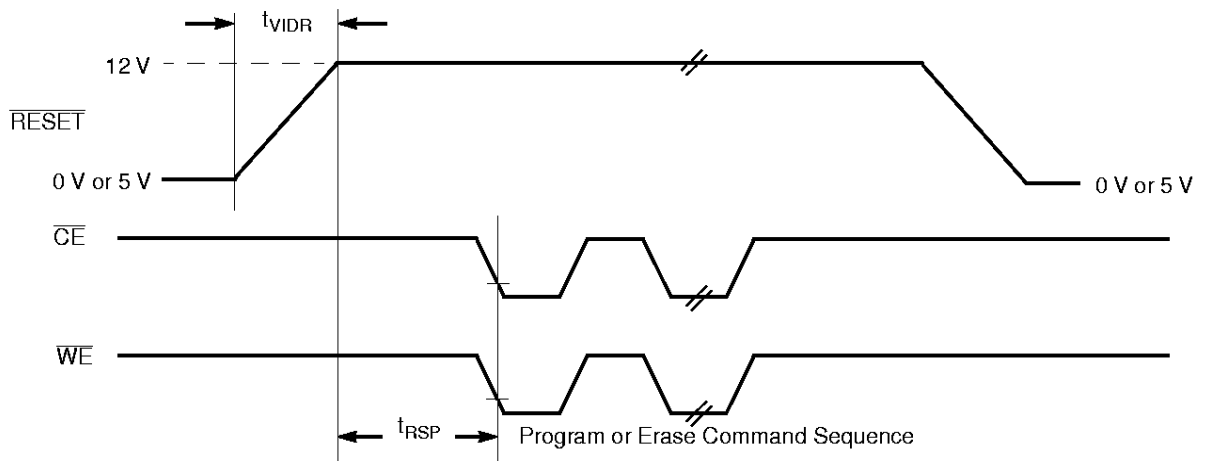 tVIDR
12 V
RESET
0 V or 5 V
0 V or 5 V
CE
WE
tRSP
Program or Erase Command Sequence